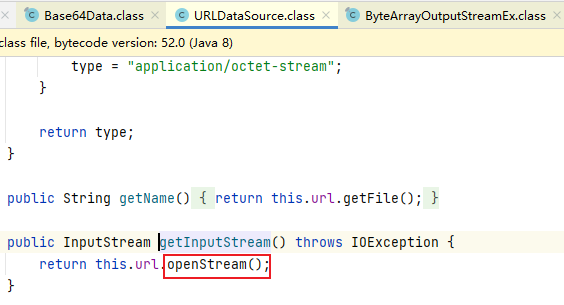 Base64Data.class × URLDataSource.class × ByteArrayOutputStreamEx.class ×
class file, bytecode version: 52.0 (Java 8)
type = "application/octet-stream";
}
return type;
}
public String getName() { return this.url.getFile(); }
public InputStream getInputStream() throws IOException {
return this.url.openStream();
}